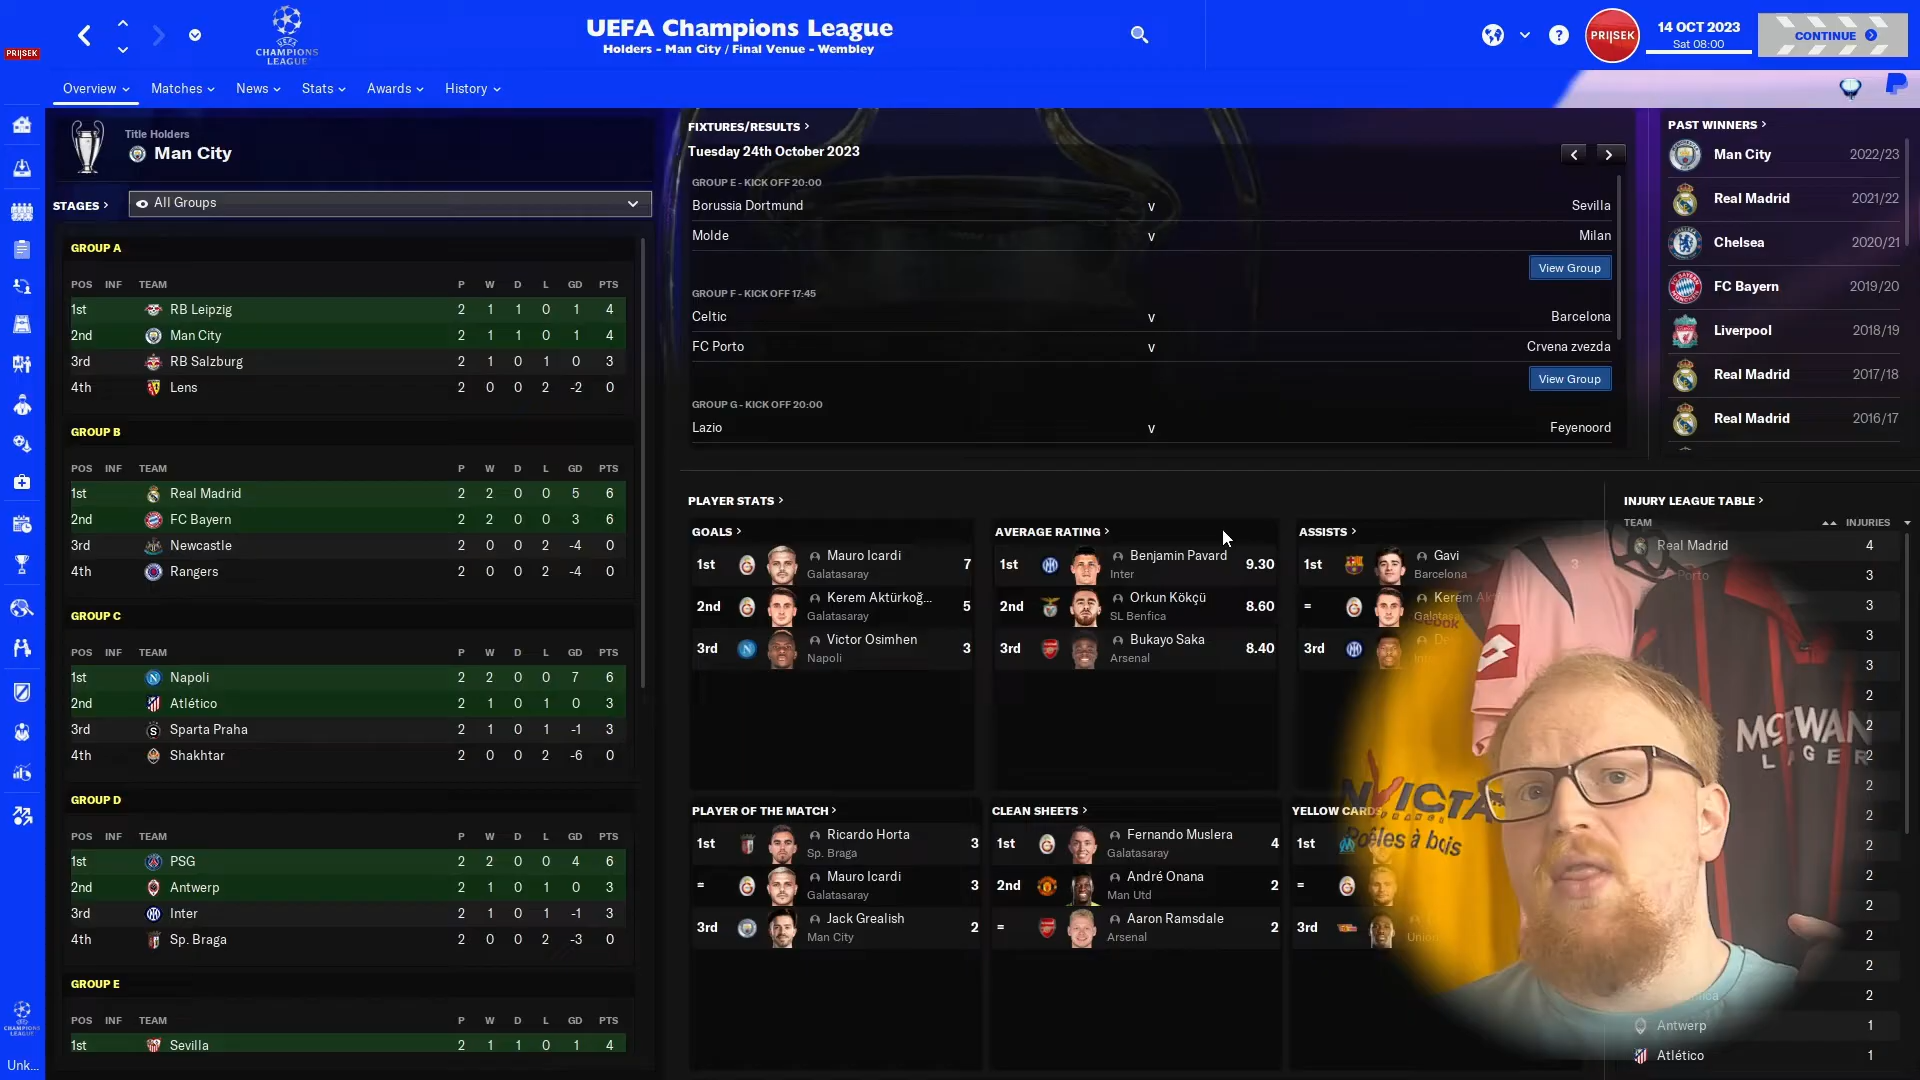 PRIJSEK
CHAMPIONS
LEAGUE
UEFA Champions League
Holders - Man City / Final Venue - Wembley
PRIJSEK
14 OCT 2023
Sat 08:00
CONTINUE
Overview
Matches
News
Stats
Awards
History
Title Holders
Man City
STAGES
All Groups
GROUP A
POS INF TEAM P W D L GD PTS
1st RB Leipzig 2 1 1 0 1 4
2nd Man City 2 1 1 0 1 4
3rd RB Salzburg 2 1 0 1 0 3
4th Lens 2 0 0 2 -2 0
GROUP B
POS INF TEAM P W D L GD PTS
1st Real Madrid 2 2 0 0 5 6
2nd FC Bayern 2 2 0 0 3 6
3rd Newcastle 2 0 0 2 -4 0
4th Rangers 2 0 0 2 -4 0
GROUP C
POS INF TEAM P W D L GD PTS
1st Napoli 2 2 0 0 7 6
2nd Atlético 2 1 0 1 0 3
3rd Sparta Praha 2 1 0 1 -1 3
4th Shakhtar 2 0 0 2 -6 0
GROUP D
POS INF TEAM P W D L GD PTS
1st PSG 2 2 0 0 4 6
2nd Antwerp 2 1 0 1 0 3
3rd Inter 2 1 0 1 -1 3
4th Sp. Braga 2 0 0 2 -3 0
GROUP E
POS INF TEAM P W D L GD PTS
1st Sevilla 2 1 1 0 1 4
CHAMPIONS
LEAGUE
Unk...
FIXTURES/RESULTS
Tuesday 24th October 2023
GROUP E - KICK OFF 20:00
Borussia Dortmund v Sevilla
Molde v Milan
View Group
GROUP F - KICK OFF 17:45
Celtic v Barcelona
FC Porto v Crvena zvezda
View Group
GROUP G - KICK OFF 20:00
Lazio v Feyenoord
PAST WINNERS
Man City 2022/23
Real Madrid 2021/22
Chelsea 2020/21
FC Bayern 2019/20
Liverpool 2018/19
Real Madrid 2017/18
Real Madrid 2016/17
PLAYER STATS
GOALS
1st Mauro Icardi 7
Galatasaray
2nd Kerem Aktürkoğ... 5
Galatasaray
3rd Victor Osimhen 3
Napoli
AVERAGE RATING
1st Benjamin Pavard 9.30
Inter
2nd Orkun Kökçü 8.60
SL Benfica
3rd Bukayo Saka 8.40
Arsenal
ASSISTS
1st Gavi 3
Barcelona
= Kerem
3rd
PLAYER OF THE MATCH
1st Ricardo Horta 3
Sp. Braga
= Mauro Icardi 3
Galatasaray
3rd Jack Grealish 2
Man City
CLEAN SHEETS
1st Fernando Muslera 4
Galatasaray
2nd André Onana 2
Man Utd
= Aaron Ramsdale 2
Arsenal
YELLOW CARDS
1st
=
3rd
Union
INJURY LEAGUE TABLE
TEAM INJURIES
Real Madrid 4
Porto 3
3
3
3
2
2
2
2
2
2
2
2
2
2
2
Antwerp 1
Atlético 1
INVICTA
Poêles à bois
McEWAN
LAGER